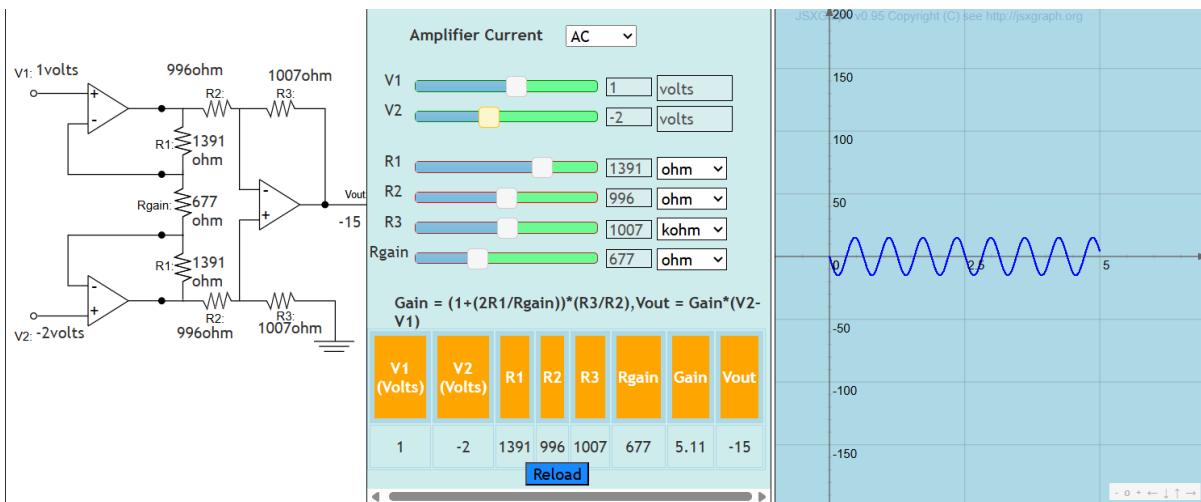 V1: 1volts
996ohm
1007ohm
R2:
R3:
+
-
R1: 1391
ohm
Rgain: 677
ohm
-
+
Vout
-15
R1: 1391
ohm
-
+
R2:
R3:
V2: -2volts
996ohm
1007ohm
Amplifier Current AC
V1 1 volts
V2 -2 volts
R1 1391 ohm
R2 996 ohm
R3 1007 kohm
Rgain 677 ohm
Gain = (1+(2R1/Rgain))*(R3/R2),Vout = Gain*(V2-
V1)
V1 (Volts) V2 (Volts) R1 R2 R3 Rgain Gain Vout
1 -2 1391 996 1007 677 5.11 -15
Reload
v0.95 Copyright (C) see http://jsxgraph.org
200
150
100
50
0 2.5 5
-50
-100
-150
- o + ← ↓ ↑ →